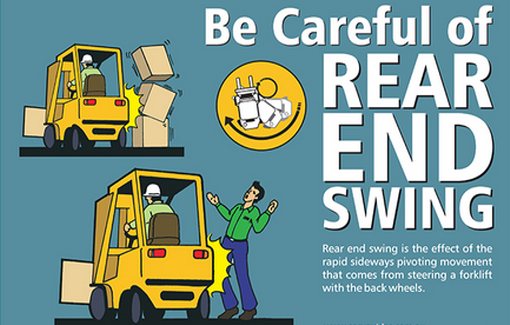 Be Careful of
REAR
END
SWING
Rear end swing is the effect of the
rapid sideways pivoting movement
that comes from steering a forklift
with the back wheels.